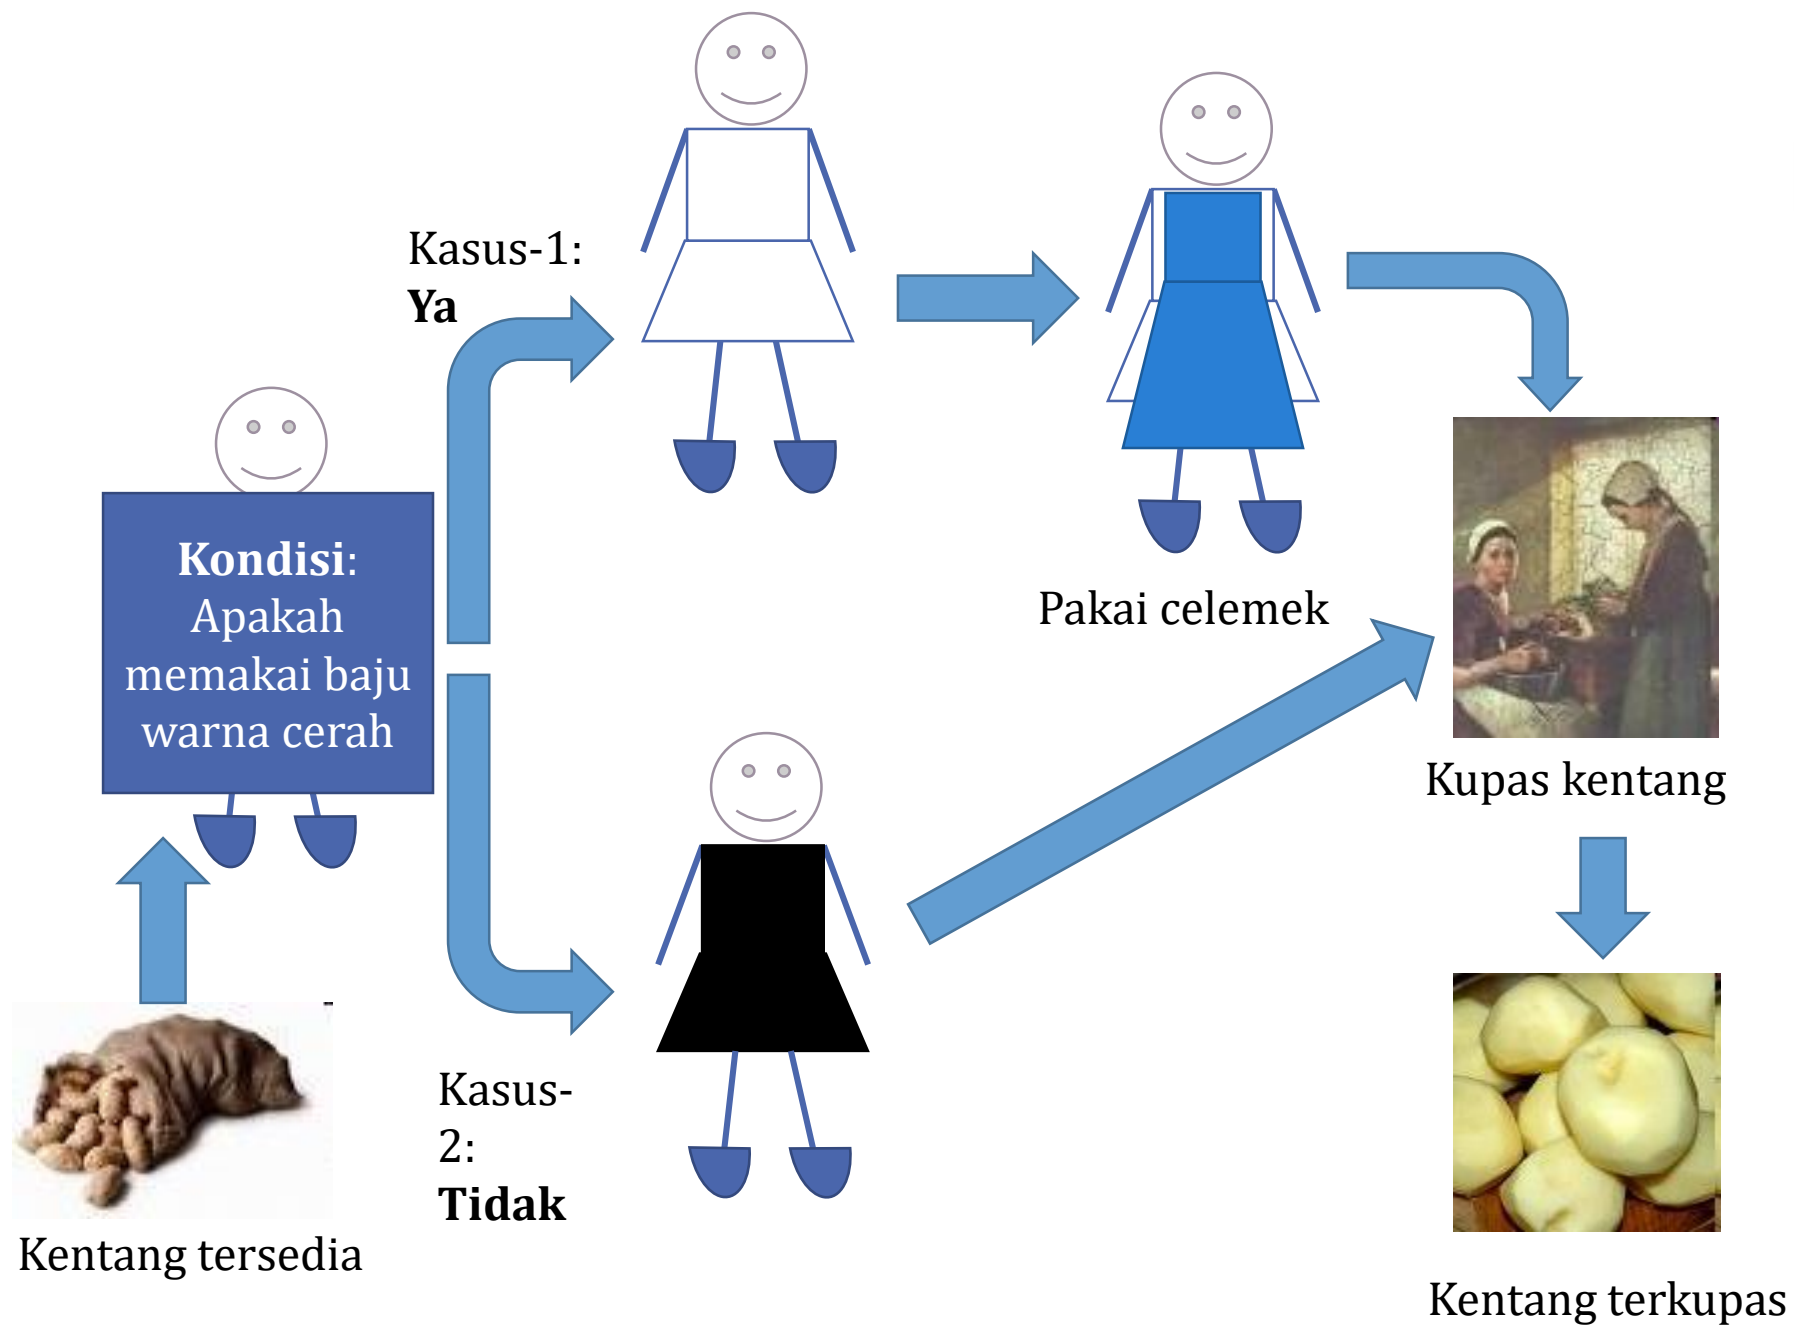 Kasus-1:
Ya
Kondisi:
Apakah
memakai baju
warna cerah
Pakai celemek
Kupas kentang
Kasus-
2:
Tidak
Kentang tersedia
Kentang terkupas